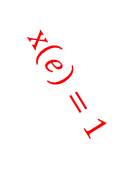 x(e) = 1